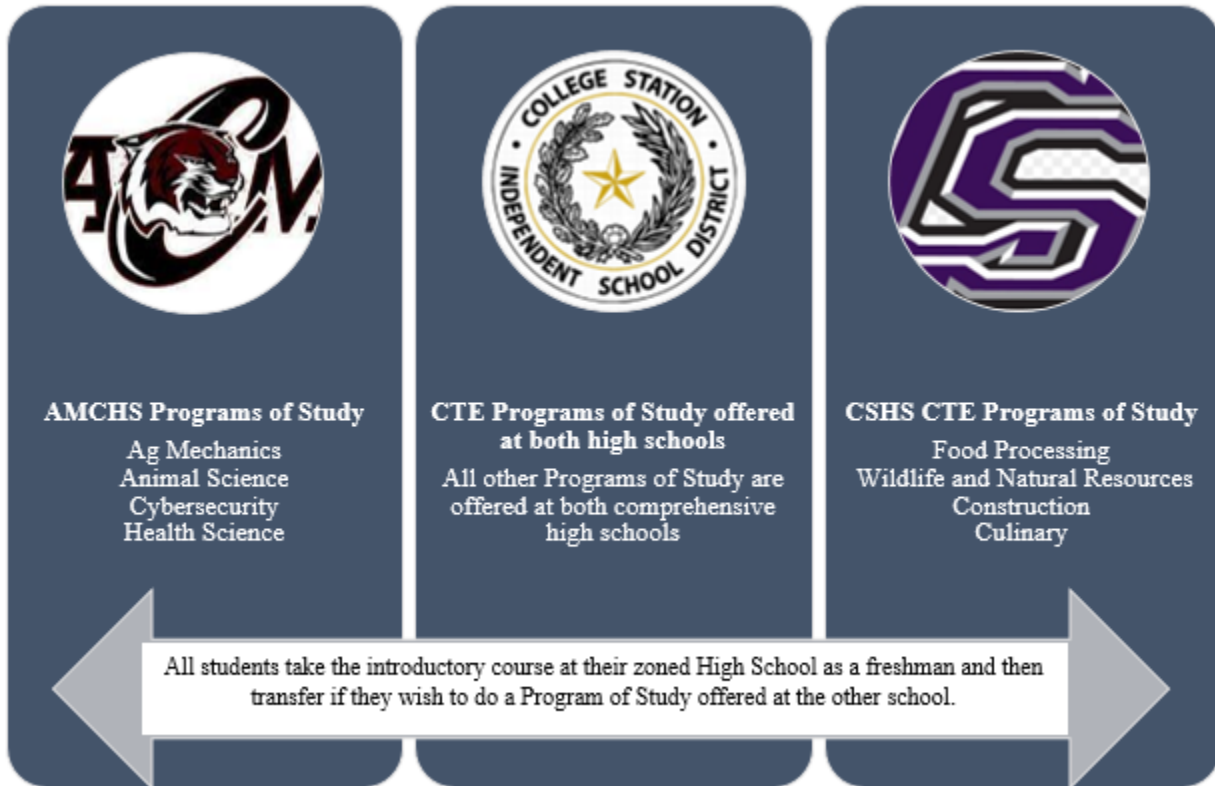 A C M
COLLEGE STATION
INDEPENDENT SCHOOL DISTRICT
CS
AMCHS Programs of Study
Ag Mechanics
Animal Science
Cybersecurity
Health Science
CTE Programs of Study offered
at both high schools
All other Programs of Study are
offered at both comprehensive
high schools
CSHS CTE Programs of Study
Food Processing
Wildlife and Natural Resources
Construction
Culinary
All students take the introductory course at their zoned High School as a freshman and then
transfer if they wish to do a Program of Study offered at the other school.